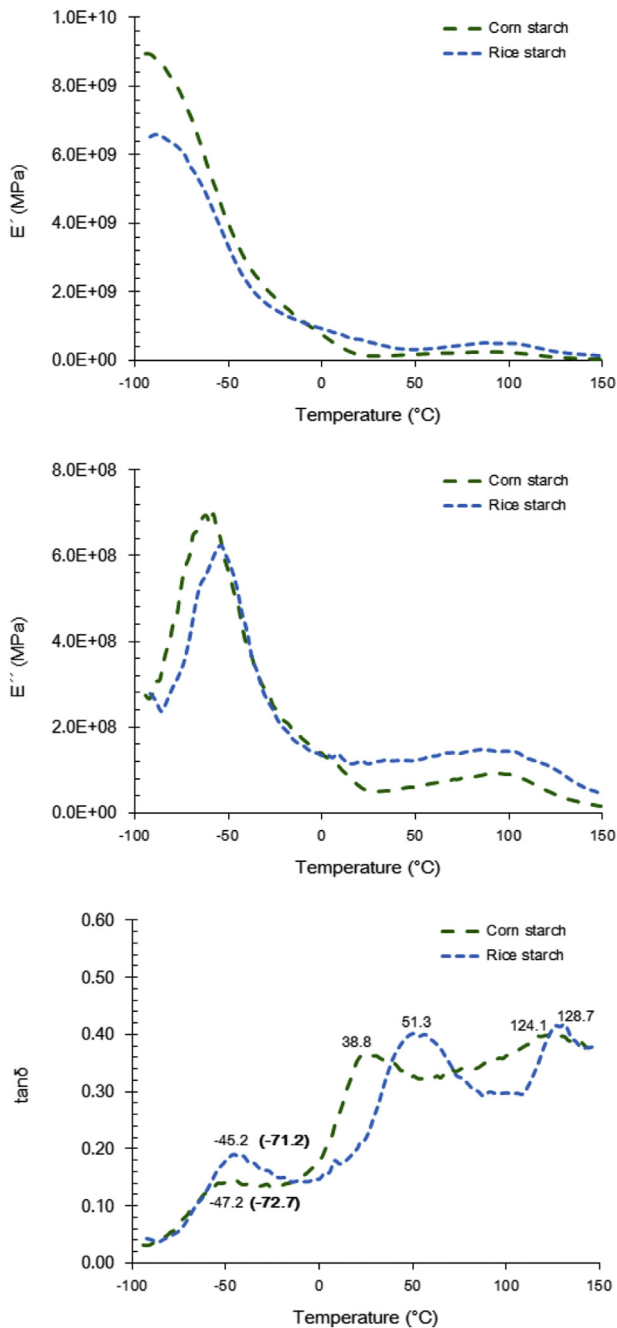 1.0E+10
8.0E+09
6.0E+09
4.0E+09
2.0E+09
0.0E+00
E´ (MPa)
Corn starch
Rice starch
-100 -50 0 50 100 150
Temperature (°C)
8.0E+08
6.0E+08
4.0E+08
2.0E+08
0.0E+00
E´´ (MPa)
Corn starch
Rice starch
-100 -50 0 50 100 150
Temperature (°C)
0.60
0.50
0.40
0.30
0.20
0.10
0.00
tanδ
Corn starch
Rice starch
38.8
51.3
124.1
128.7
-45.2 (-71.2)
-47.2 (-72.7)
-100 -50 0 50 100 150
Temperature (°C)